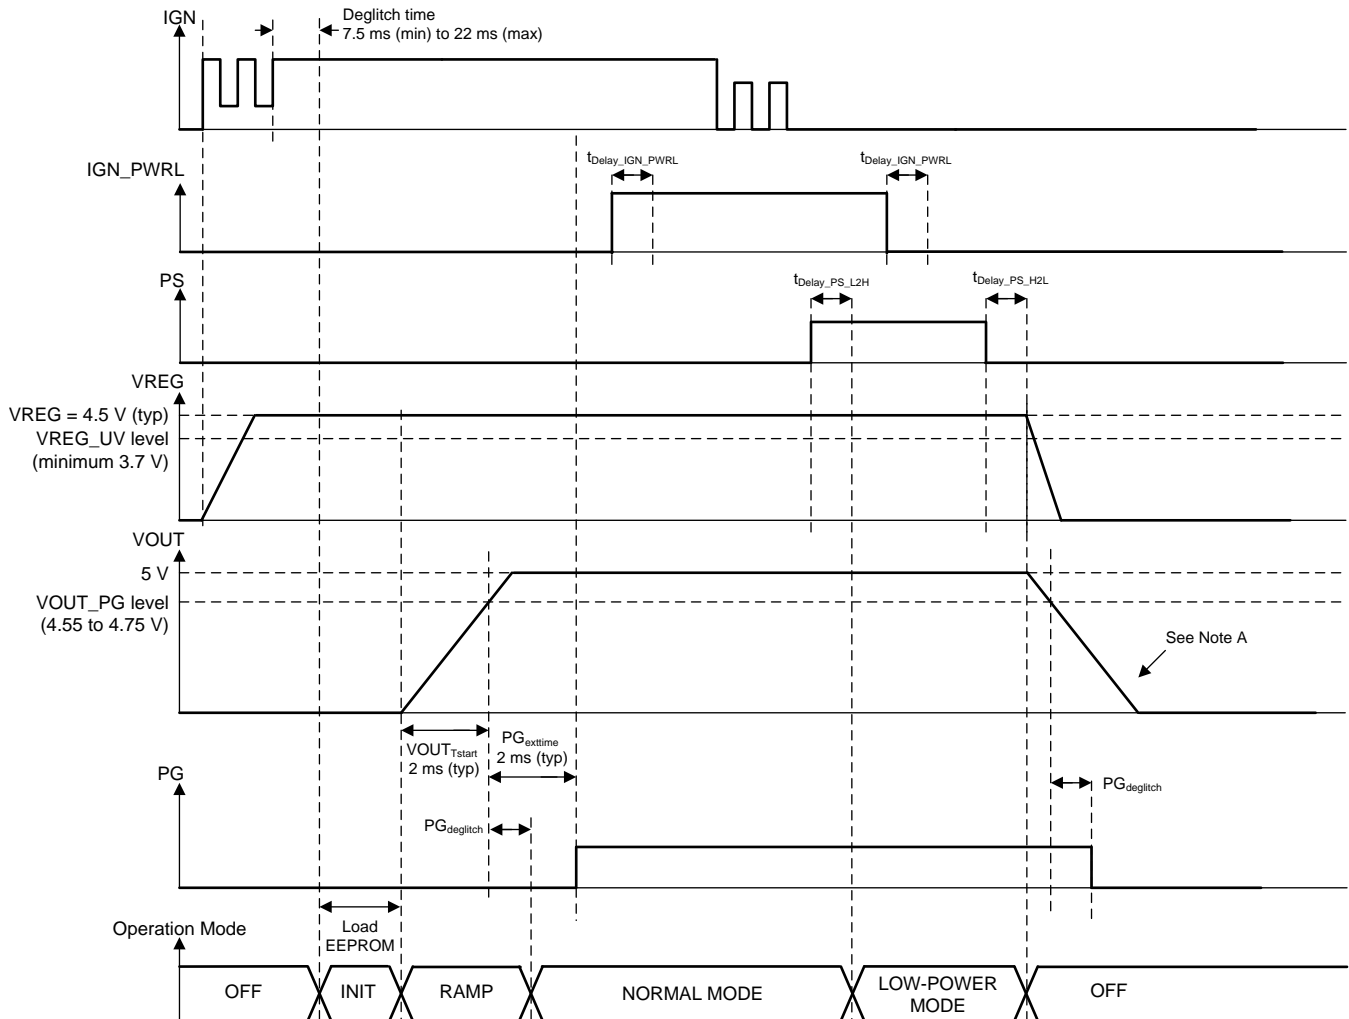 IGN
Deglitch time
7.5 ms (min) to 22 ms (max)
IGN_PWRL
tDelay_IGN_PWRL
tDelay_IGN_PWRL
PS
tDelay_PS_L2H
tDelay_PS_H2L
VREG
VREG = 4.5 V (typ)
VREG_UV level
(minimum 3.7 V)
VOUT
5 V
VOUT_PG level
(4.55 to 4.75 V)
See Note A
VOUTTstart
2 ms (typ)
PGexttime
2 ms (typ)
PG
PGdeglitch
PGdeglitch
Load
EEPROM
Operation Mode
OFF
INIT
RAMP
NORMAL MODE
LOW-POWER
MODE
OFF